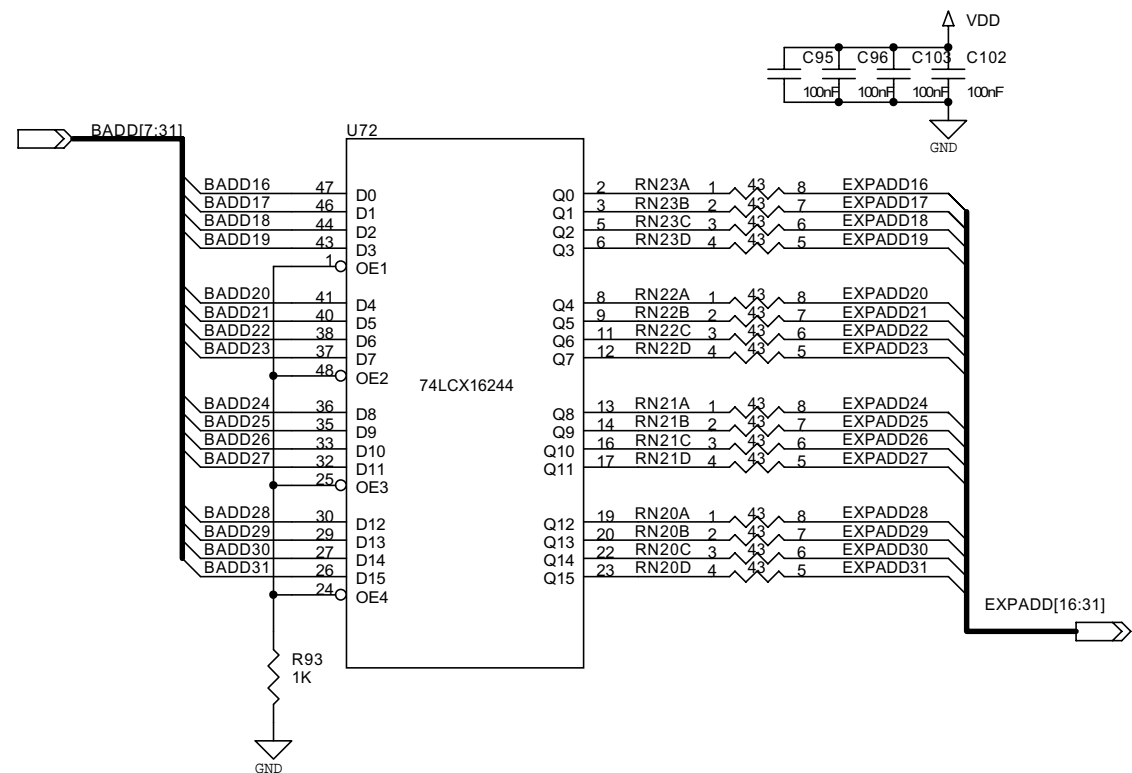 VDD
C95 C96 C103 C102
100nF 100nF 100nF 100nF
GND
BADD[7:31]
U72
BADD16 47 D0 Q0 2 RN23A 1 43 8 EXPADD16
BADD17 46 D1 Q1 3 RN23B 2 43 7 EXPADD17
BADD18 44 D2 Q2 5 RN23C 3 43 6 EXPADD18
BADD19 43 D3 Q3 6 RN23D 4 43 5 EXPADD19
1 OE1
BADD20 41 D4 Q4 8 RN22A 1 43 8 EXPADD20
BADD21 40 D5 Q5 9 RN22B 2 43 7 EXPADD21
BADD22 38 D6 Q6 11 RN22C 3 43 6 EXPADD22
BADD23 37 D7 Q7 12 RN22D 4 43 5 EXPADD23
48 OE2
74LCX16244
BADD24 36 D8 Q8 13 RN21A 1 43 8 EXPADD24
BADD25 35 D9 Q9 14 RN21B 2 43 7 EXPADD25
BADD26 33 D10 Q10 16 RN21C 3 43 6 EXPADD26
BADD27 32 D11 Q11 17 RN21D 4 43 5 EXPADD27
25 OE3
BADD28 30 D12 Q12 19 RN20A 1 43 8 EXPADD28
BADD29 29 D13 Q13 20 RN20B 2 43 7 EXPADD29
BADD30 27 D14 Q14 22 RN20C 3 43 6 EXPADD30
BADD31 26 D15 Q15 23 RN20D 4 43 5 EXPADD31
24 OE4
EXPADD[16:31]
R93
1K
GND